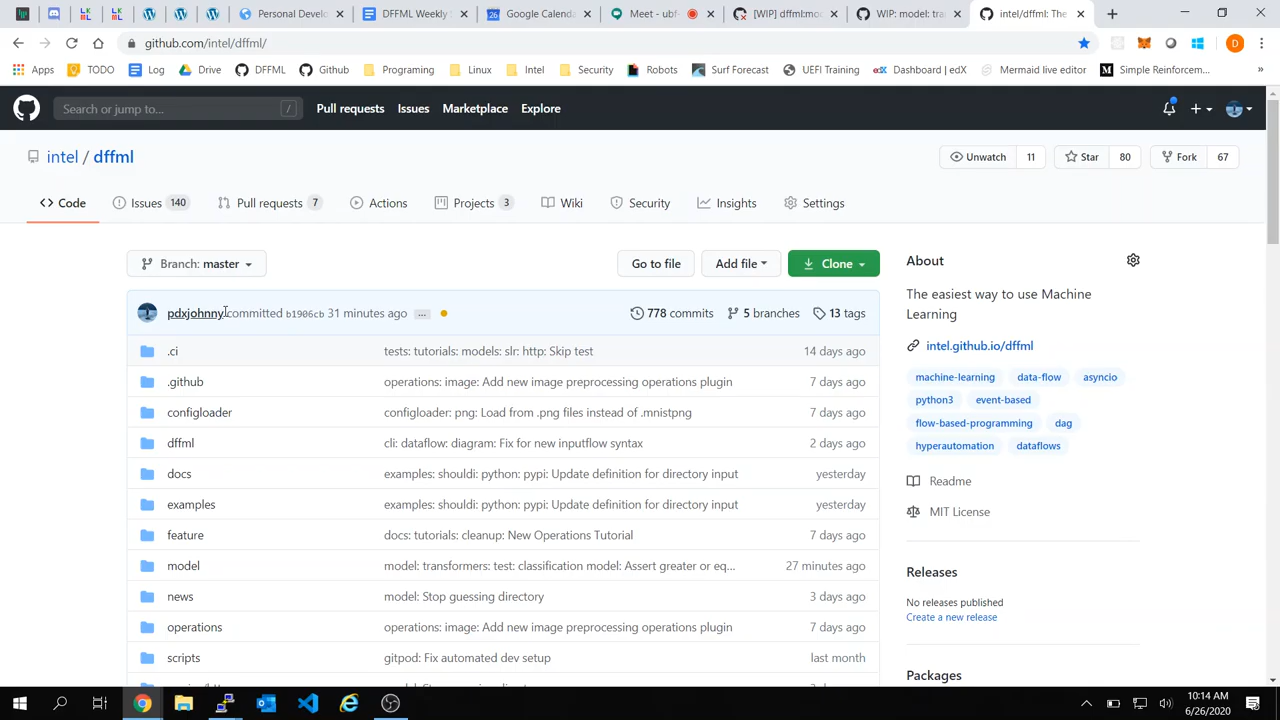 Personal Devel
DFFML Weekly
Google Calenda
Meet - ubf-
[WIP] dffml:mod
WIP: model: tra
intel/dffml: The
github.com/intel/dffml/
Apps
TODO
Log
Drive
DFFML
Github
Programing
Linux
Intel
Security
Robots
Surf Forecast
UEFI Training
Dashboard | edX
Mermaid live editor
Simple Reinforcem...
Search or jump to...
/
Pull requests
Issues
Marketplace
Explore
intel / dffml
Unwatch 11
Star 80
Fork 67
Code
Issues 140
Pull requests 7
Actions
Projects 3
Wiki
Security
Insights
Settings
Branch: master
Go to file
Add file
Clone
pdxjohnny committed b1906cb 31 minutes ago ...
778 commits
5 branches
13 tags
.ci tests: tutorials: models: slr: http: Skip test 14 days ago
.github operations: image: Add new image preprocessing operations plugin 7 days ago
configloader configloader: png: Load from .png files instead of .mnistpng 7 days ago
dffml cli: dataflow: diagram: Fix for new inputflow syntax 2 days ago
docs examples: shouldi: python: pypi: Update definition for directory input yesterday
examples examples: shouldi: python: pypi: Update definition for directory input yesterday
feature docs: tutorials: cleanup: New Operations Tutorial 7 days ago
model model: transformers: test: classification model: Assert greater or eq... 27 minutes ago
news model: Stop guessing directory 3 days ago
operations operations: image: Add new image preprocessing operations plugin 7 days ago
scripts gitpod: Fix automated dev setup last month
About
The easiest way to use Machine
Learning
intel.github.io/dffml
machine-learning data-flow asyncio
python3 event-based
flow-based-programming dag
hyperautomation dataflows
Readme
MIT License
Releases
No releases published
Create a new release
Packages
10:14 AM
6/26/2020